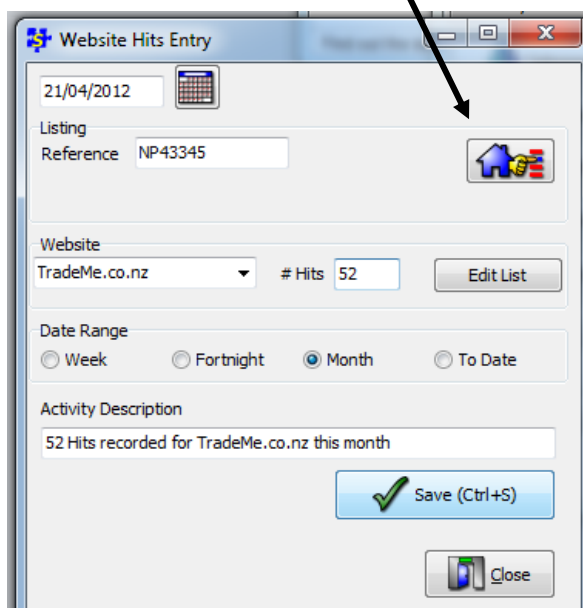 Website Hits Entry
21/04/2012
Listing
Reference NP43345
Website
TradeMe.co.nz # Hits 52 Edit List
Date Range
Week Fortnight Month To Date
Activity Description
52 Hits recorded for TradeMe.co.nz this month
Save (Ctrl+S)
Close